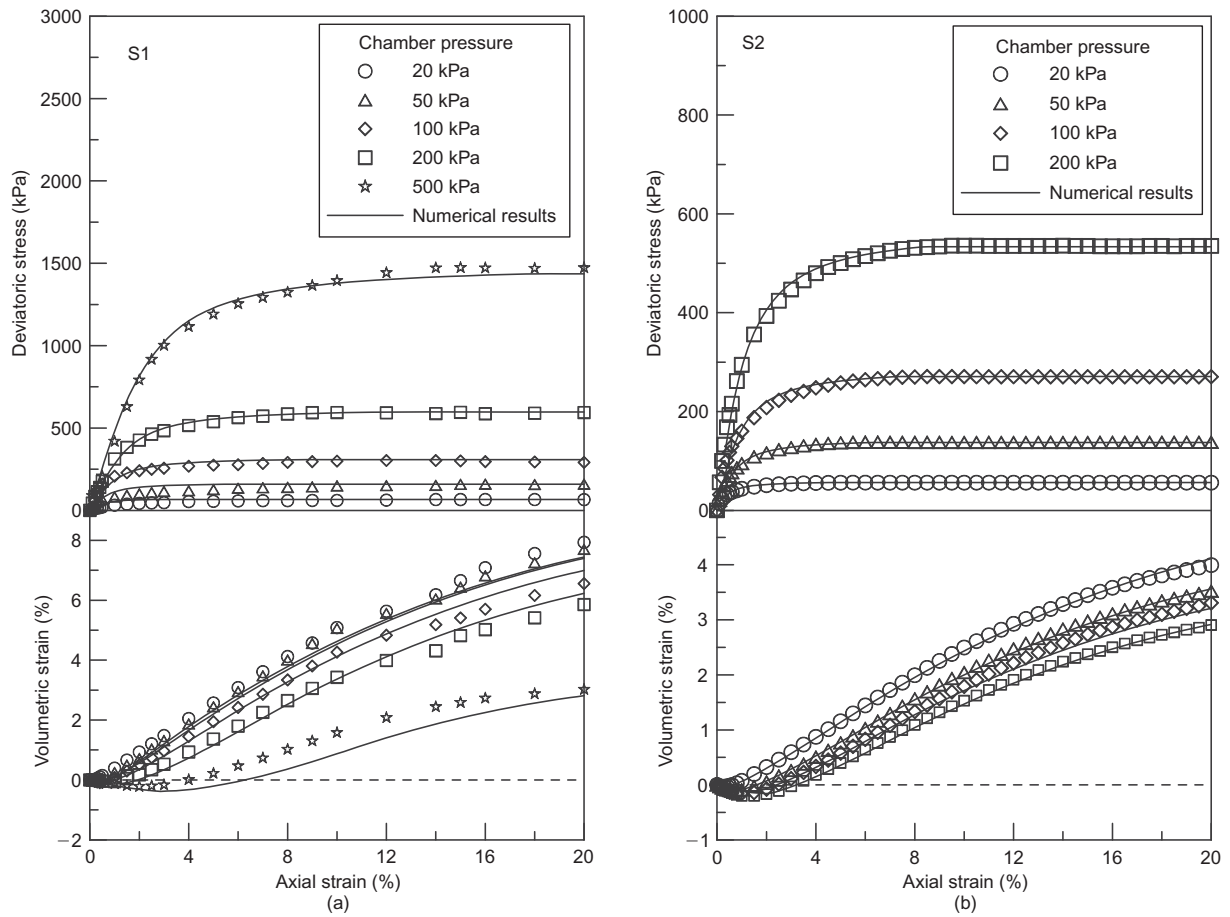 S1
Chamber pressure
20 kPa
50 kPa
100 kPa
200 kPa
500 kPa
Numerical results
3000
2500
2000
1500
1000
500
0
Deviatoric stress (kPa)
8
6
4
2
0
−2
Volumetric strain (%)
0 4 8 12 16 20
Axial strain (%)
(a)
S2
Chamber pressure
20 kPa
50 kPa
100 kPa
200 kPa
Numerical results
1000
800
600
400
200
0
Deviatoric stress (kPa)
4
3
2
1
0
−1
Volumetric strain (%)
0 4 8 12 16 20
Axial strain (%)
(b)